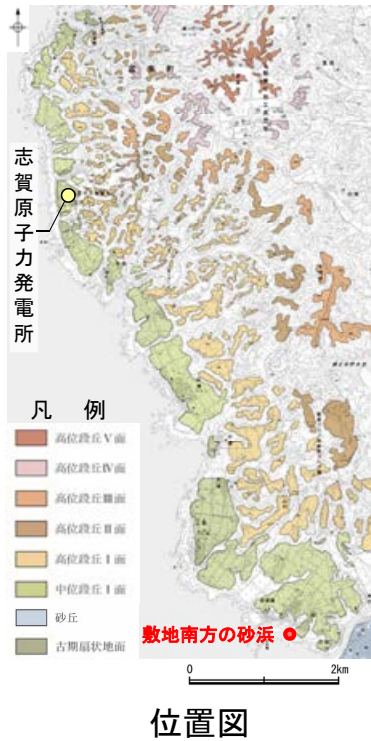 志賀原子力発電所
凡 例
高位段丘Ⅴ面
高位段丘Ⅳ面
高位段丘Ⅲ面
高位段丘Ⅱ面
高位段丘Ⅰ面
中位段丘Ⅰ面
砂丘
古期扇状地面
敷地南方の砂浜
0 2km
位置図